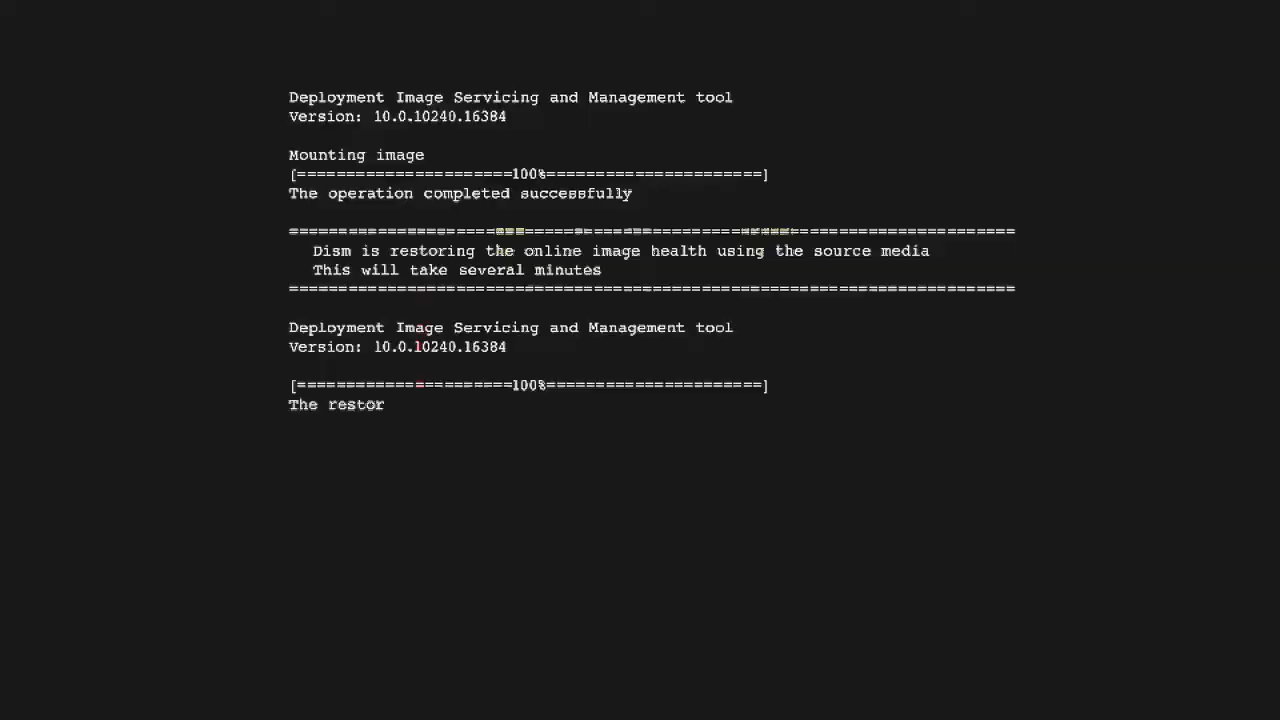 Deployment Image Servicing and Management tool
Version: 10.0.10240.16384
Mounting image
[======================100%======================]
The operation completed successfully
===========================================================================
Dism is restoring the online image health using the source media
This will take several minutes
===========================================================================
Deployment Image Servicing and Management tool
Version: 10.0.10240.16384
[======================100%======================]
The restor